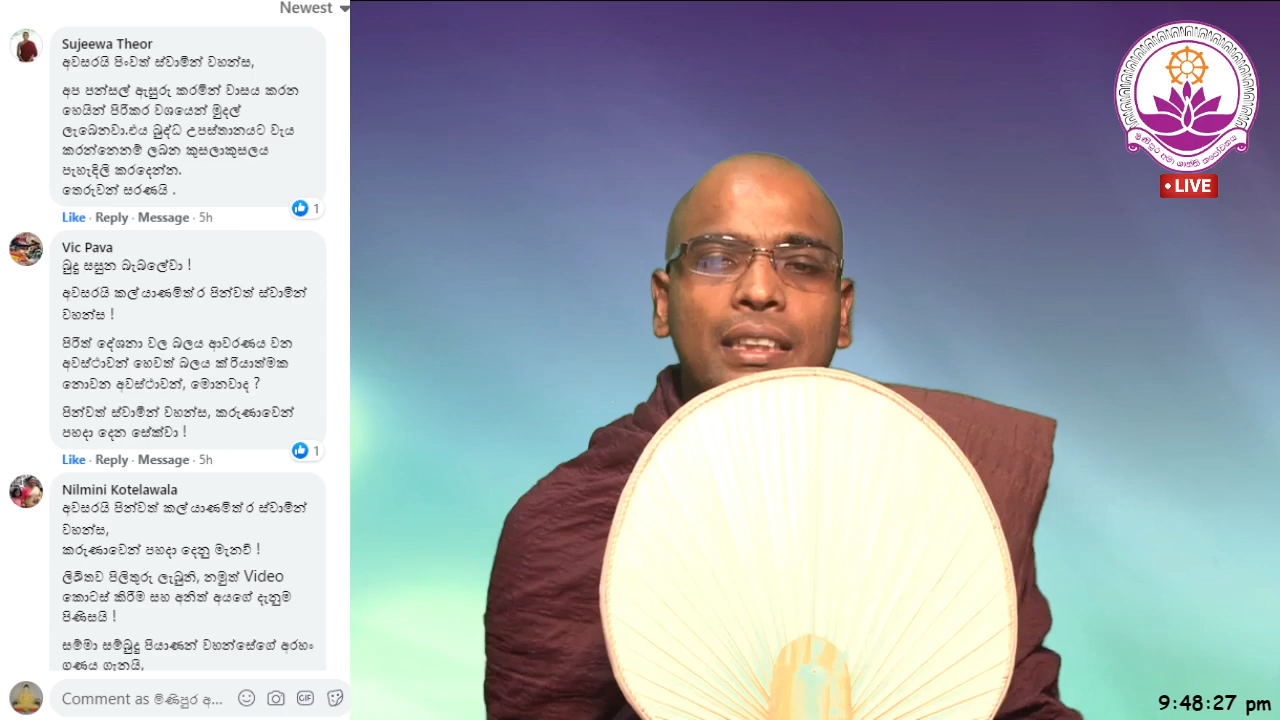 Newest
Sujeewa Theor
අවසරයි පිංවත් ස්වාමීන් වහන්ස,
අප පන්සල් ඇසුරු කරමින් වාසය කරන
හෙයින් පිරිකර වශයෙන් මුදල්
ලැබෙනවා.එය බුද්ධ උපස්තානයට වැය
කරන්නෙනම් ලබන කුසලාකුසලය
පැහැදිලි කරදෙන්න.
තෙරුවන් සරණයි .
Like · Reply · Message · 5h
1
Vic Pava
බුදු සසුන බැබලේවා !
අවසරයි කල් යාණමිත් ර පින්වත් ස්වාමීන්
වහන්ස !
පිරිත් දේශනා වල බලය ආවරණය වන
අවස්ථාවන් හෙවත් බලය ක් රියාත්මක
නොවන අවස්ථාවන්, මොනවාද ?
පින්වත් ස්වාමීන් වහන්ස, කරුණාවෙන්
පහදා දෙන සේක්වා !
Like · Reply · Message · 5h
1
Nilmini Kotelawala
අවසරයි පින්වත් කල් යාණමිත් ර ස්වාමීන්
වහන්ස,
කරුණාවෙන් පහදා දෙනු මැනවි !
ලිඛිතව පිලිතුරු ලැබුනි, නමුත් Video
කොටස් කිරීම සහ අනිත් අයගේ දැනුම
පිණිසයි !
සම්මා සම්බුදු පියාණන් වහන්සේගේ අරහං
ගුණය ගැනයි,
Comment as මිණිපුර අ...
GIF
LIVE
9:48:27 pm